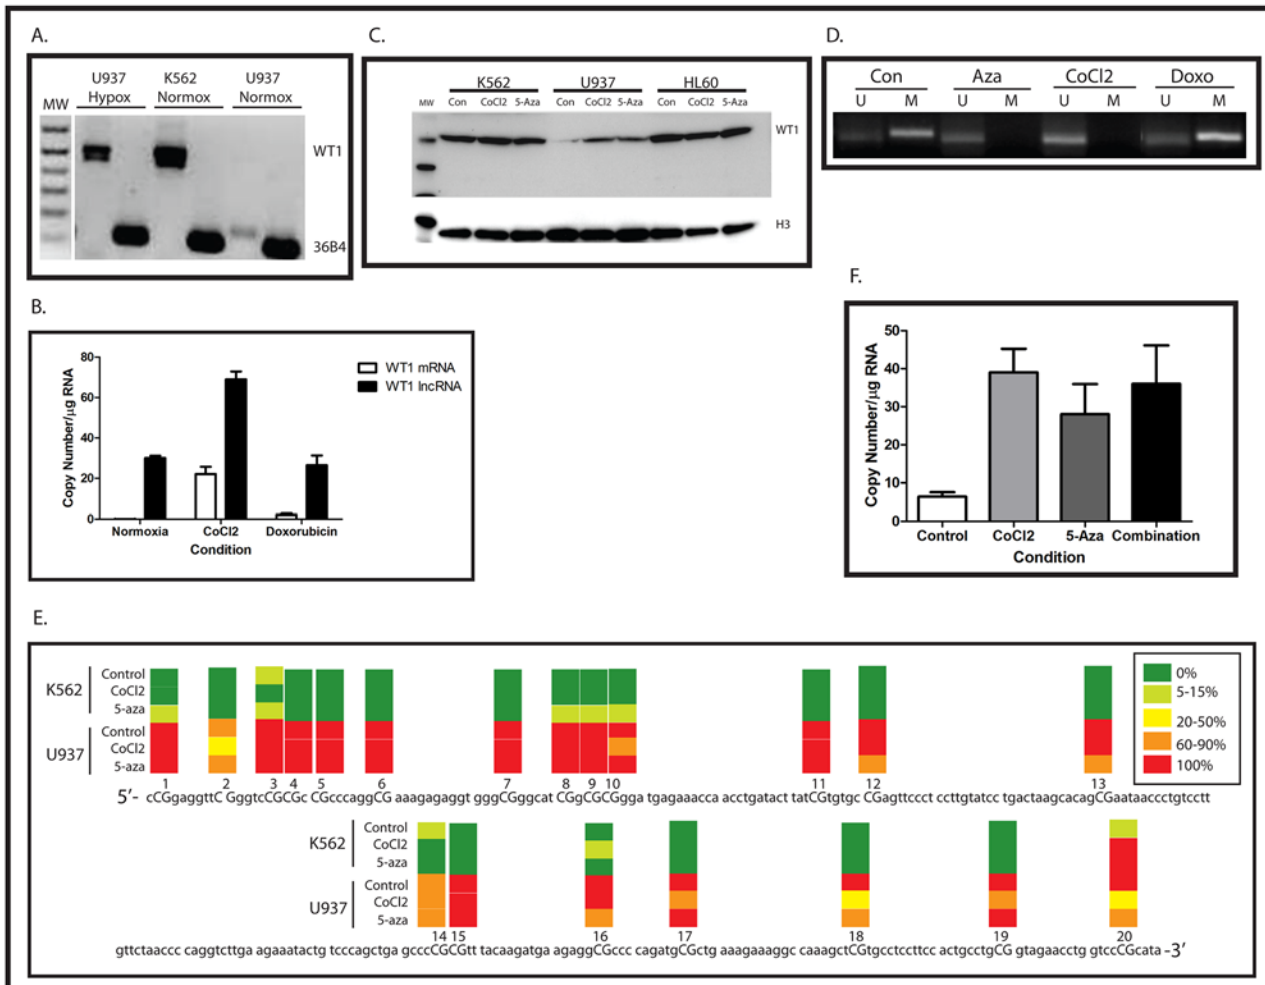 A.
U937 K562 U937
Hypox Normox Normox
MW
WT1
36B4
B.
80
60
40
20
0
Copy Number/µg RNA
Normoxia CoCl2 Doxorubicin
Condition
WT1 mRNA
WT1 lncRNA
C.
K562 U937 HL60
MW Con CoCl2 5-Aza Con CoCl2 5-Aza Con CoCl2 5-Aza
WT1
H3
D.
Con Aza CoCl2 Doxo
U M U M U M U M
F.
50
40
30
20
10
0
Copy Number/µg RNA
Control CoCl2 5-Aza Combination
Condition
E.
K562
Control
CoCl2
5-aza
U937
Control
CoCl2
5-aza
0%
5-15%
20-50%
60-90%
100%
1 2 3 4 5 6 7 8 9 10 11 12 13
5'- cCGgaggttC GggtccCGCGcc CGcccaggCG aaagagaggt gggCGggcat CGgCGCGgga tgagaaacca acctgatact tatCGtgtgc CGagttccct ccttgtatcc tgactaagcacagCGaataaccctgtcctt
K562
Control
CoCl2
5-aza
U937
Control
CoCl2
5-aza
14 15 16 17 18 19 20
gttctaaccc caggtcttga agaaatactg tcccagctga gcccCGCGtt tacaagatga agaggCGccc cagatgCGctg aaagaaaggc caaagctCGtgcctccttcc actgcctgCGg gtagaacctg gtccCGcata -3'